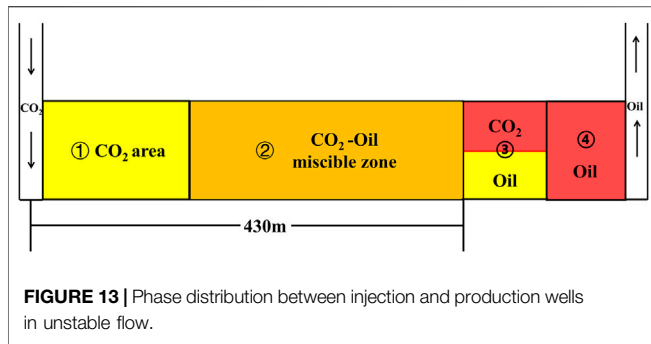 CO₂
Oil
① CO₂ area
② CO₂-Oil
miscible zone
CO₂
③
Oil
④
Oil
430m
FIGURE 13 | Phase distribution between injection and production wells
in unstable flow.